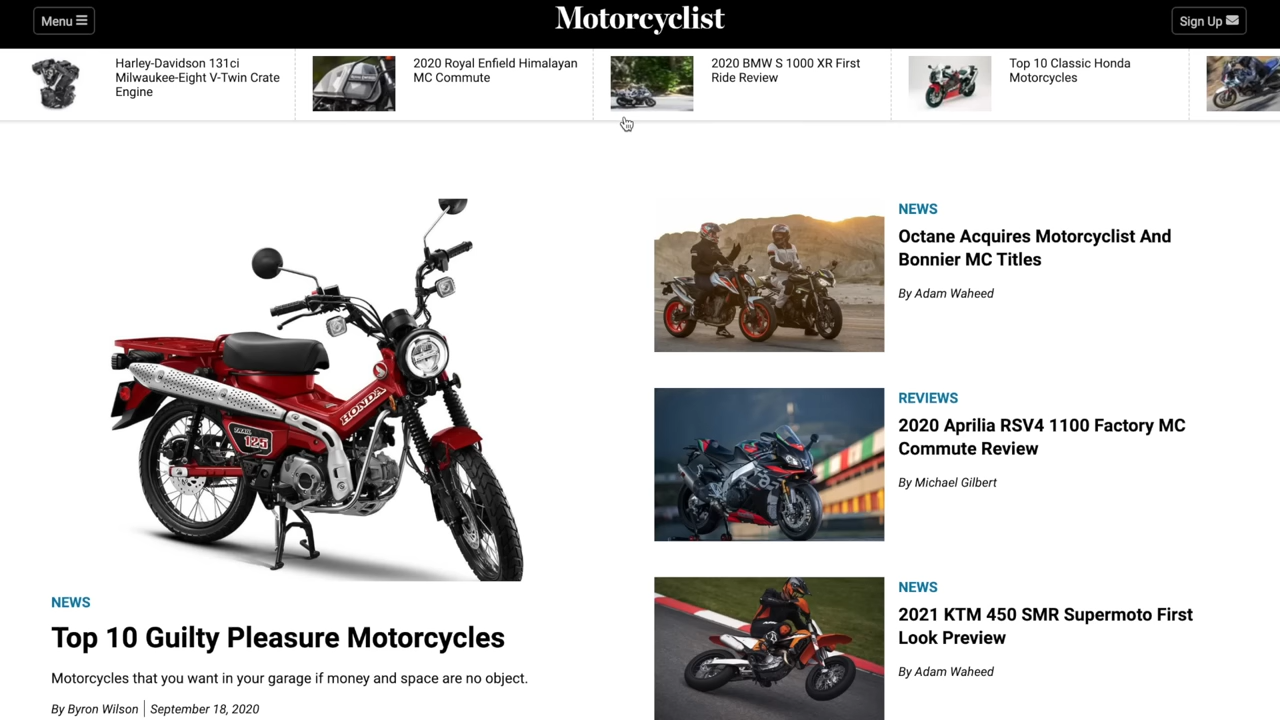 Menu
Motorcyclist
Sign Up
Harley-Davidson 131ci
Milwaukee-Eight V-Twin Crate
Engine
2020 Royal Enfield Himalayan
MC Commute
2020 BMW S 1000 XR First
Ride Review
Top 10 Classic Honda
Motorcycles
HONDA
TRAIL
125
NEWS
Top 10 Guilty Pleasure Motorcycles
Motorcycles that you want in your garage if money and space are no object.
By Byron Wilson | September 18, 2020
NEWS
Octane Acquires Motorcyclist And
Bonnier MC Titles
By Adam Waheed
REVIEWS
2020 Aprilia RSV4 1100 Factory MC
Commute Review
By Michael Gilbert
NEWS
2021 KTM 450 SMR Supermoto First
Look Preview
By Adam Waheed